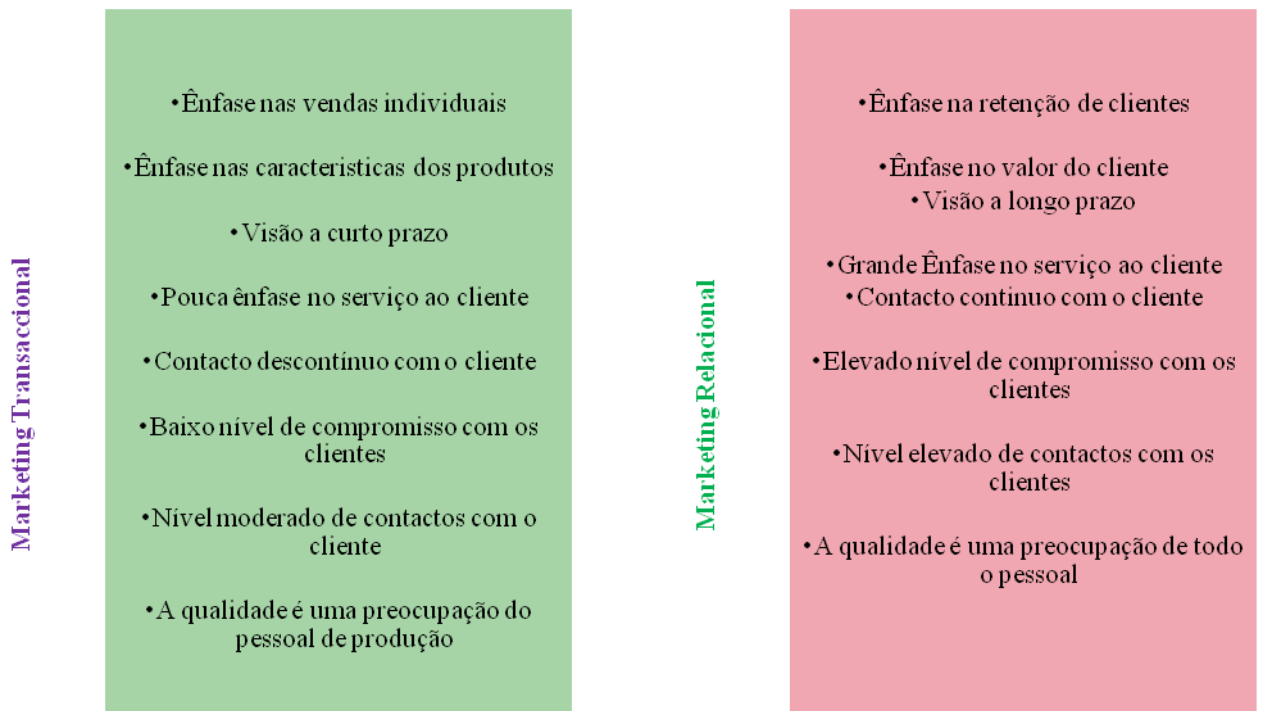 Marketing Transaccional
•Ênfase nas vendas individuais
•Ênfase nas caracteristicas dos produtos
•Visão a curto prazo
•Pouca ênfase no serviço ao cliente
•Contacto descontínuo com o cliente
•Baixo nível de compromisso com os
clientes
•Nível moderado de contactos com o
cliente
•A qualidade é uma preocupação do
pessoal de produção
Marketing Relacional
•Ênfase na retenção de clientes
•Ênfase no valor do cliente
•Visão a longo prazo
•Grande Ênfase no serviço ao cliente
•Contacto continuo com o cliente
•Elevado nível de compromisso com os
clientes
•Nível elevado de contactos com os
clientes
•A qualidade é uma preocupação de todo
o pessoal